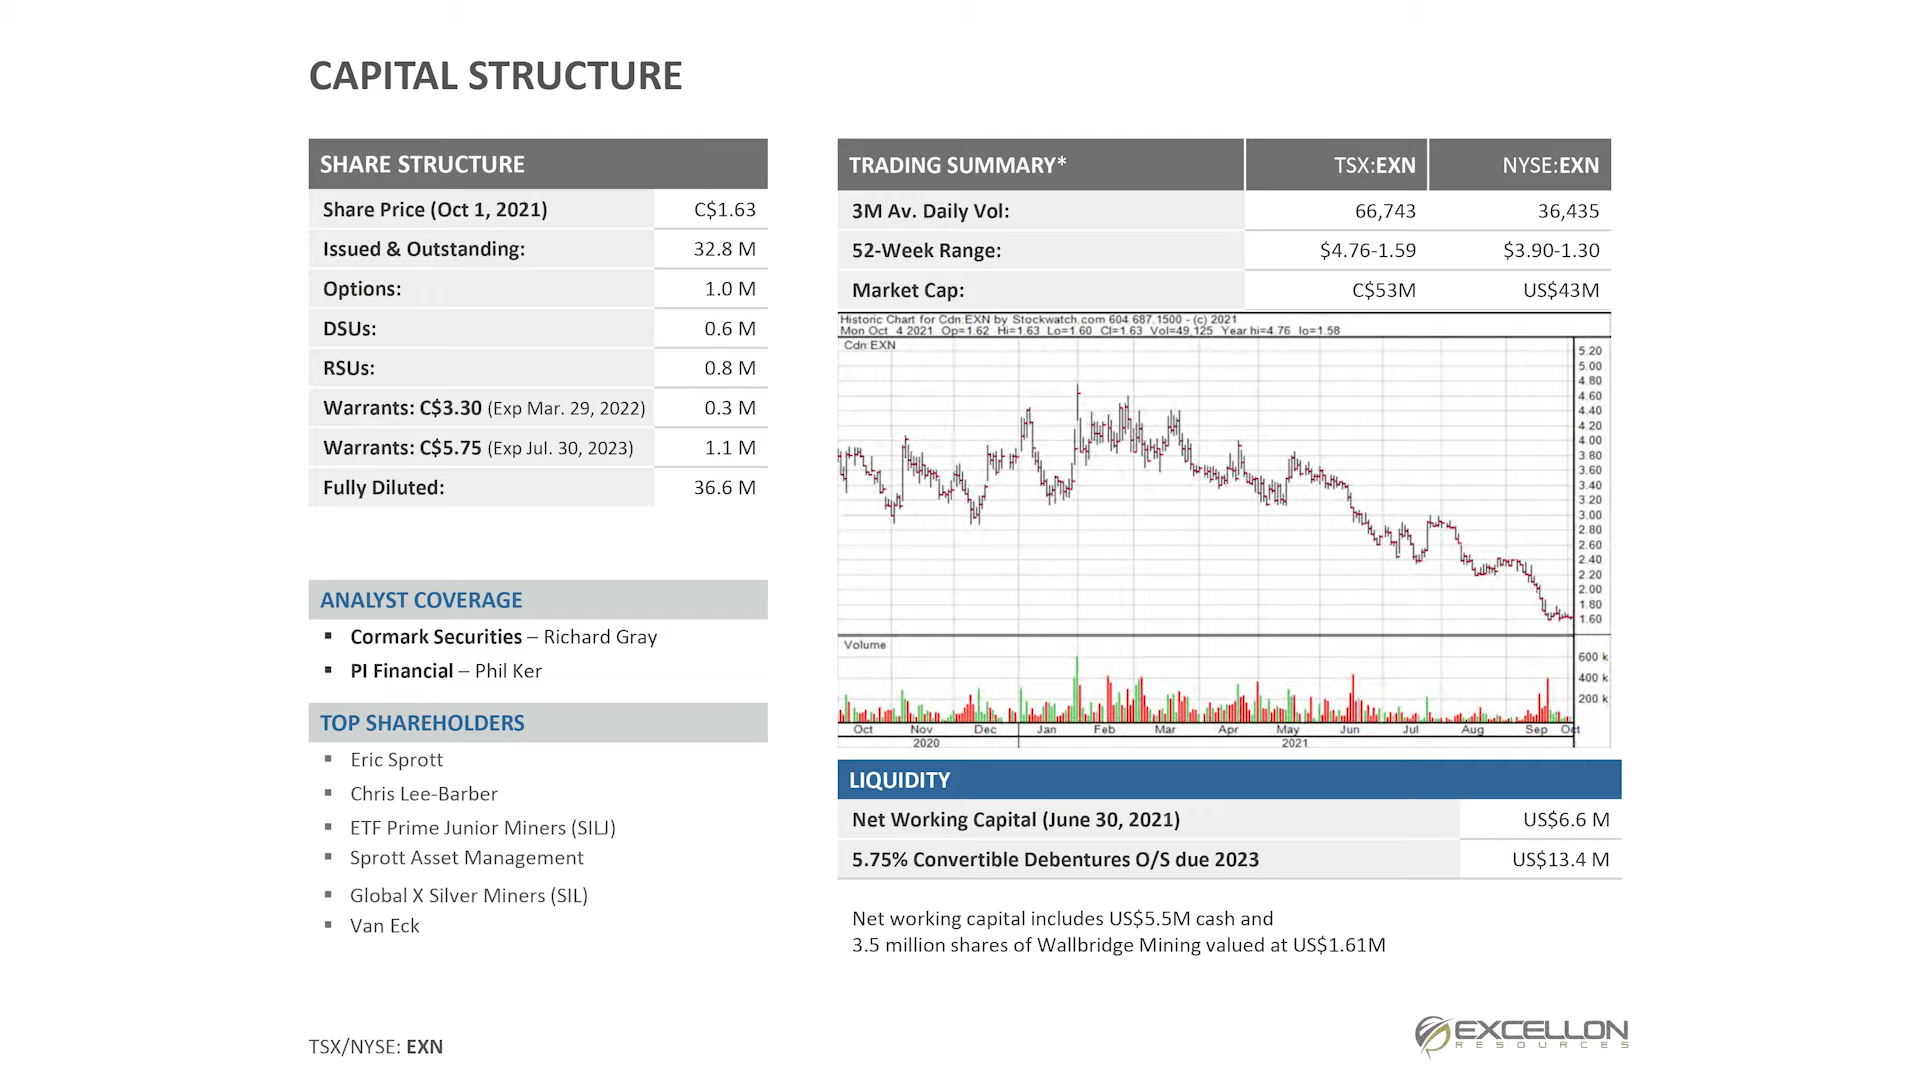 CAPITAL STRUCTURE
SHARE STRUCTURE
Share Price (Oct 1, 2021) C$1.63
Issued & Outstanding: 32.8 M
Options: 1.0 M
DSUs: 0.6 M
RSUs: 0.8 M
Warrants: C$3.30 (Exp Mar. 29, 2022) 0.3 M
Warrants: C$5.75 (Exp Jul. 30, 2023) 1.1 M
Fully Diluted: 36.6 M
ANALYST COVERAGE
▪ Cormark Securities – Richard Gray
▪ PI Financial – Phil Ker
TOP SHAREHOLDERS
▪ Eric Sprott
▪ Chris Lee-Barber
▪ ETF Prime Junior Miners (SILJ)
▪ Sprott Asset Management
▪ Global X Silver Miners (SIL)
▪ Van Eck
TRADING SUMMARY* TSX:EXN NYSE:EXN
3M Av. Daily Vol: 66,743 36,435
52-Week Range: $4.76-1.59 $3.90-1.30
Market Cap: C$53M US$43M
Historic Chart for Cdn:EXN by Stockwatch.com 604.687.1500 - (c) 2021
Mon Oct 4 2021 Op=1.62 Hi=1.63 Lo=1.60 Cl=1.63 Vol=49,125 Year hi=4.76 lo=1.58
Cdn:EXN
5.20
5.00
4.80
4.60
4.40
4.20
4.00
3.80
3.60
3.40
3.20
3.00
2.80
2.60
2.40
2.20
2.00
1.80
1.60
Volume
600 k
400 k
200 k
Oct Nov Dec Jan Feb Mar Apr May Jun Jul Aug Sep Oct
2020 2021
LIQUIDITY
Net Working Capital (June 30, 2021) US$6.6 M
5.75% Convertible Debentures O/S due 2023 US$13.4 M
Net working capital includes US$5.5M cash and
3.5 million shares of Wallbridge Mining valued at US$1.61M
TSX/NYSE: EXN
EXCELLON
RESOURCES